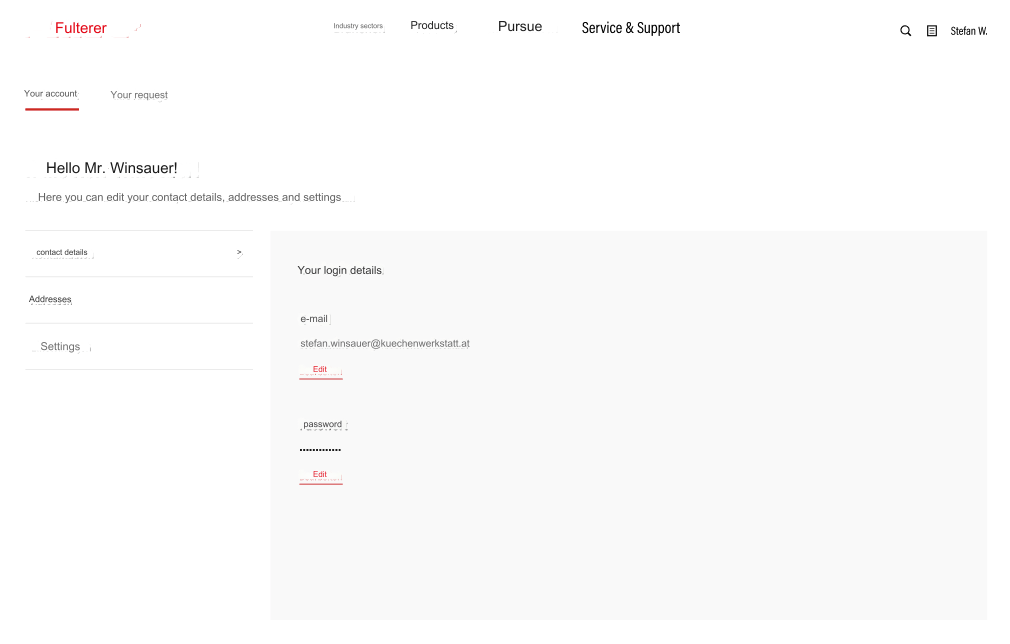 Fulterer
Industry sectors
Products
Pursue
Service & Support
Stefan W.
Your account
Your request
Hello Mr. Winsauer!
Here you can edit your contact details, addresses and settings
contact details >
Addresses
Settings
Your login details
e-mail
stefan.winsauer@kuechenwerkstatt.at
Edit
password
•••••••••••••
Edit